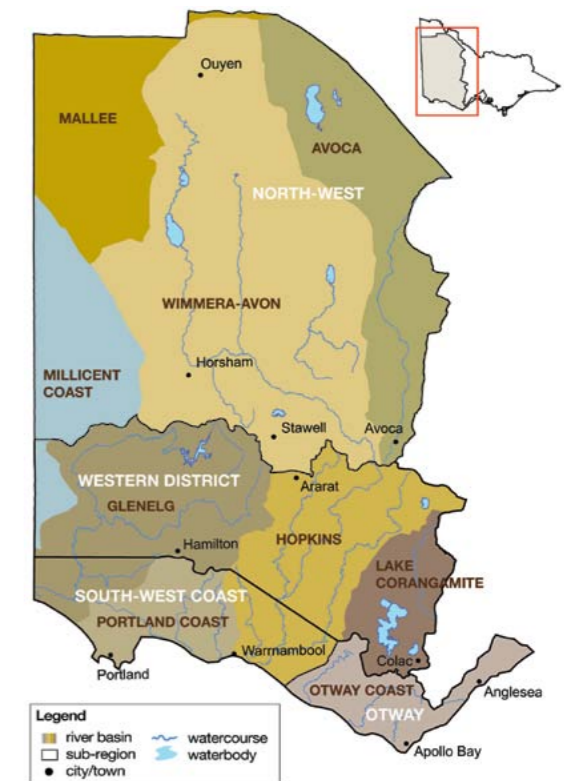 Ouyen
MALLEE
AVOCA
NORTH-WEST
WIMMERA-AVON
Horsham
MILLICENT
COAST
Stawell
Avoca
WESTERN DISTRICT
Ararat
GLENELG
HOPKINS
Hamilton
LAKE
CORANGAMITE
SOUTH-WEST COAST
PORTLAND COAST
Warrnambool
Colac
Portland
OTWAY COAST
Anglesea
OTWAY
Apollo Bay
Legend
river basin
watercourse
sub-region
waterbody
city/town